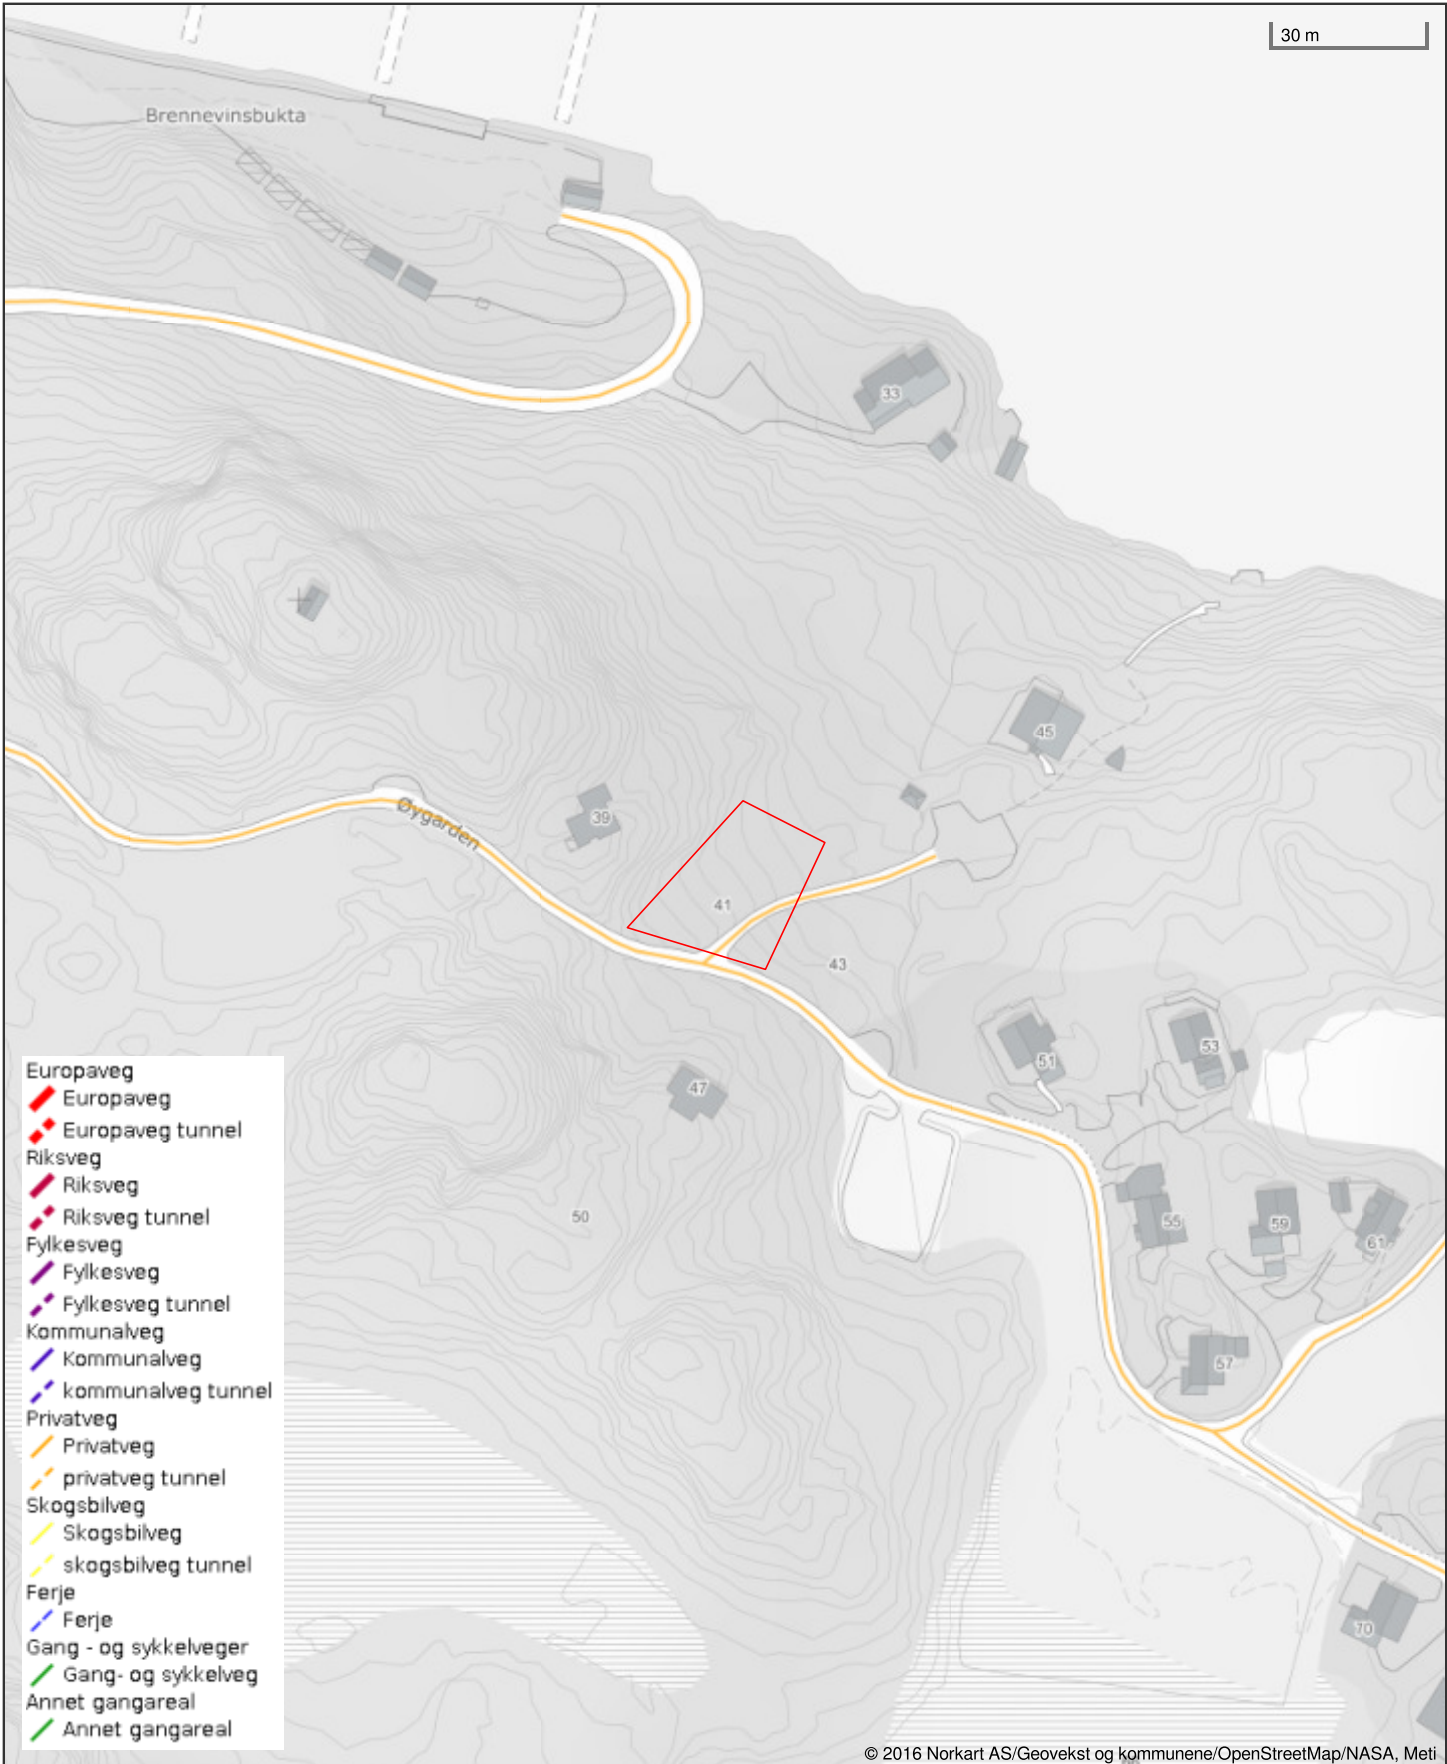 30 m
Brennevinsbukta
33
45
39
Øygarden
41
43
51
53
47
50
55
59
61
57
70
Europaveg
Europaveg
Europaveg tunnel
Riksveg
Riksveg
Riksveg tunnel
Fylkesveg
Fylkesveg
Fylkesveg tunnel
Kommunalveg
Kommunalveg
kommunalveg tunnel
Privatveg
Privatveg
privatveg tunnel
Skogsbilveg
Skogsbilveg
skogsbilveg tunnel
Ferje
Ferje
Gang - og sykkelveger
Gang- og sykkelveg
Annet gangareal
Annet gangareal
© 2016 Norkart AS/Geovekst og kommunene/OpenStreetMap/NASA, Meti